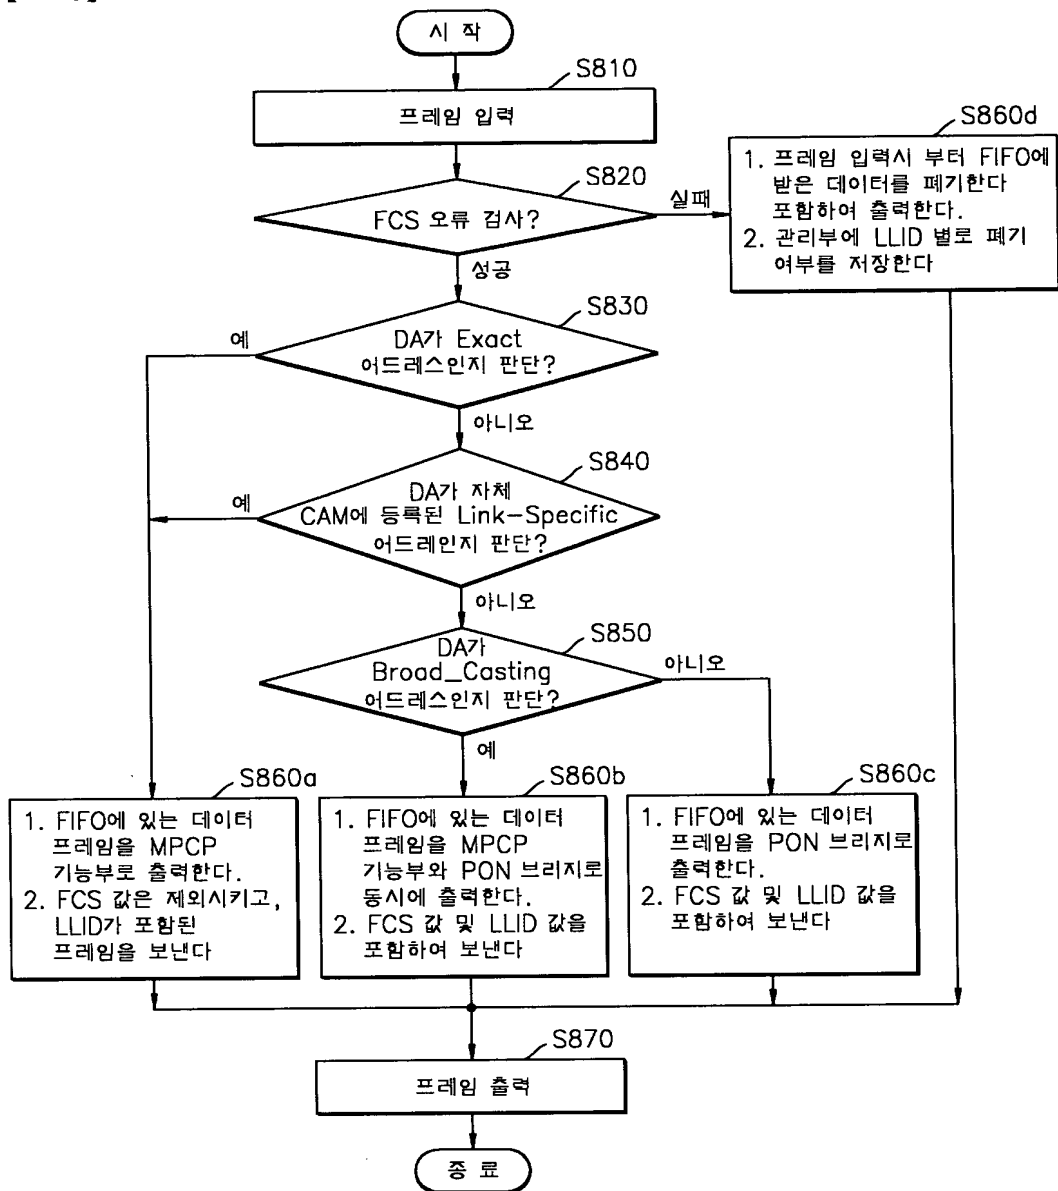 시 작
S810
프레임 입력
S860d
1. 프레임 입력시 부터 FIFO에
받은 데이터를 폐기한다
포함하여 출력한다.
2. 관리부에 LLID 별로 폐기
여부를 저장한다
S820
FCS 오류 검사?
실패
성공
S830
예
DA가 Exact
어드레스인지 판단?
아니오
S840
예
DA가 자체
CAM에 등록된 Link-Specific
어드레인지 판단?
아니오
S850
DA가
Broad_Casting
어드레스인지 판단?
아니오
예
S860a
1. FIFO에 있는 데이터
프레임을 MPCP
기능부로 출력한다.
2. FCS 값은 제외시키고,
LLID가 포함된
프레임을 보낸다
S860b
1. FIFO에 있는 데이터
프레임을 MPCP
기능부와 PON 브리지로
동시에 출력한다.
2. FCS 값 및 LLID 값을
포함하여 보낸다
S860c
1. FIFO에 있는 데이터
프레임을 PON 브리지로
출력한다.
2. FCS 값 및 LLID 값을
포함하여 보낸다
S870
프레임 출력
종 료